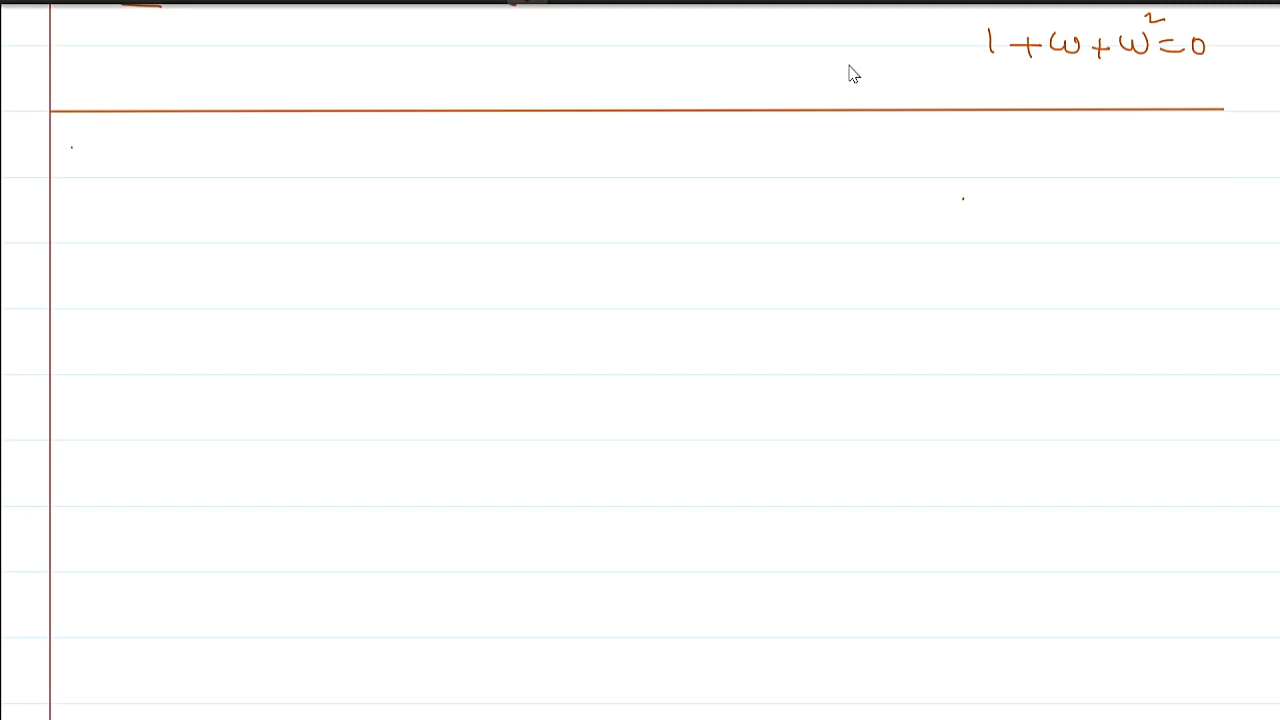 1 + ω + ω² = 0